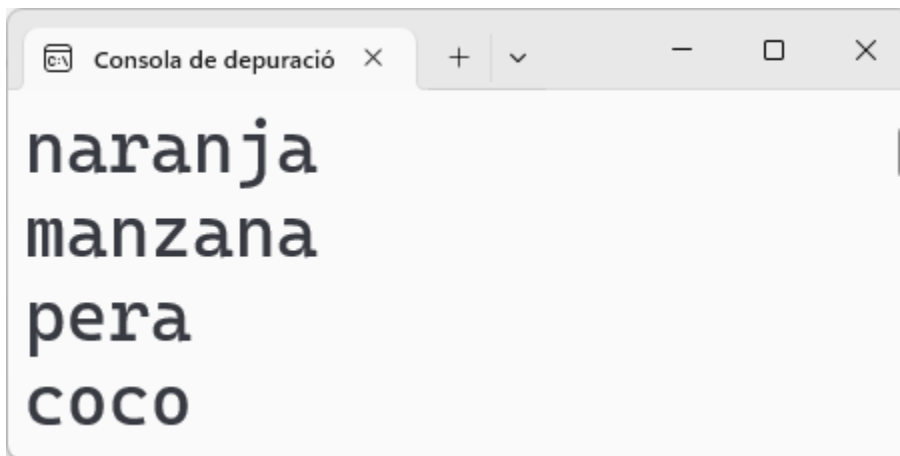 Consola de depuració
naranja
manzana
pera
coco